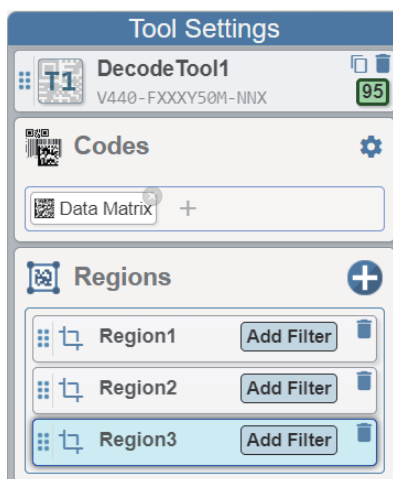 Tool Settings
T1 DecodeTool1
V440-FXXXY50M-NNX 95
Codes
Data Matrix +
Regions
Region1 Add Filter
Region2 Add Filter
Region3 Add Filter